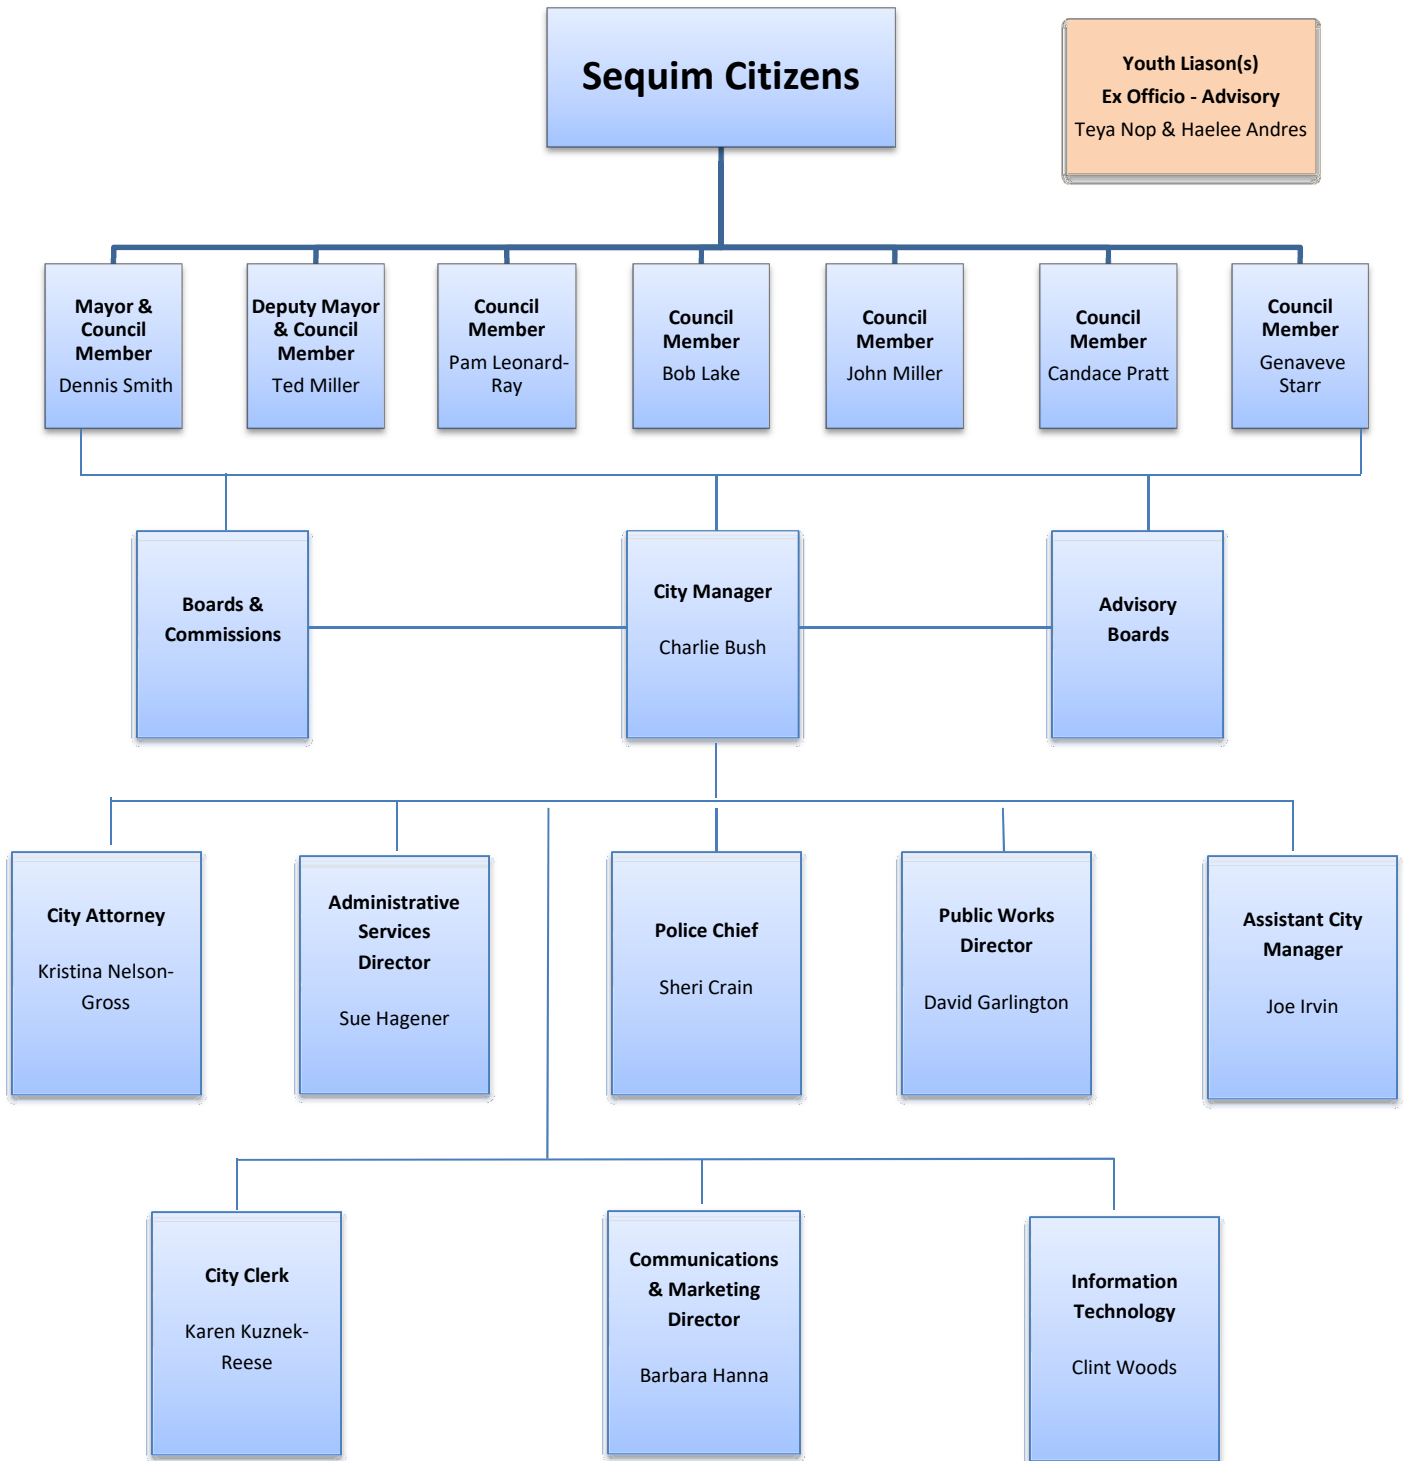 Sequim Citizens
Youth Liason(s)
Ex Officio - Advisory
Teya Nop & Haelee Andres
Mayor &
Council
Member
Dennis Smith
Deputy Mayor
& Council
Member
Ted Miller
Council
Member
Pam Leonard-
Ray
Council
Member
Bob Lake
Council
Member
John Miller
Council
Member
Candace Pratt
Council
Member
Genaveve
Starr
Boards &
Commissions
City Manager
Charlie Bush
Advisory
Boards
City Attorney
Kristina Nelson-
Gross
Administrative
Services
Director
Sue Hagener
Police Chief
Sheri Crain
Public Works
Director
David Garlington
Assistant City
Manager
Joe Irvin
City Clerk
Karen Kuznek-
Reese
Communications
& Marketing
Director
Barbara Hanna
Information
Technology
Clint Woods